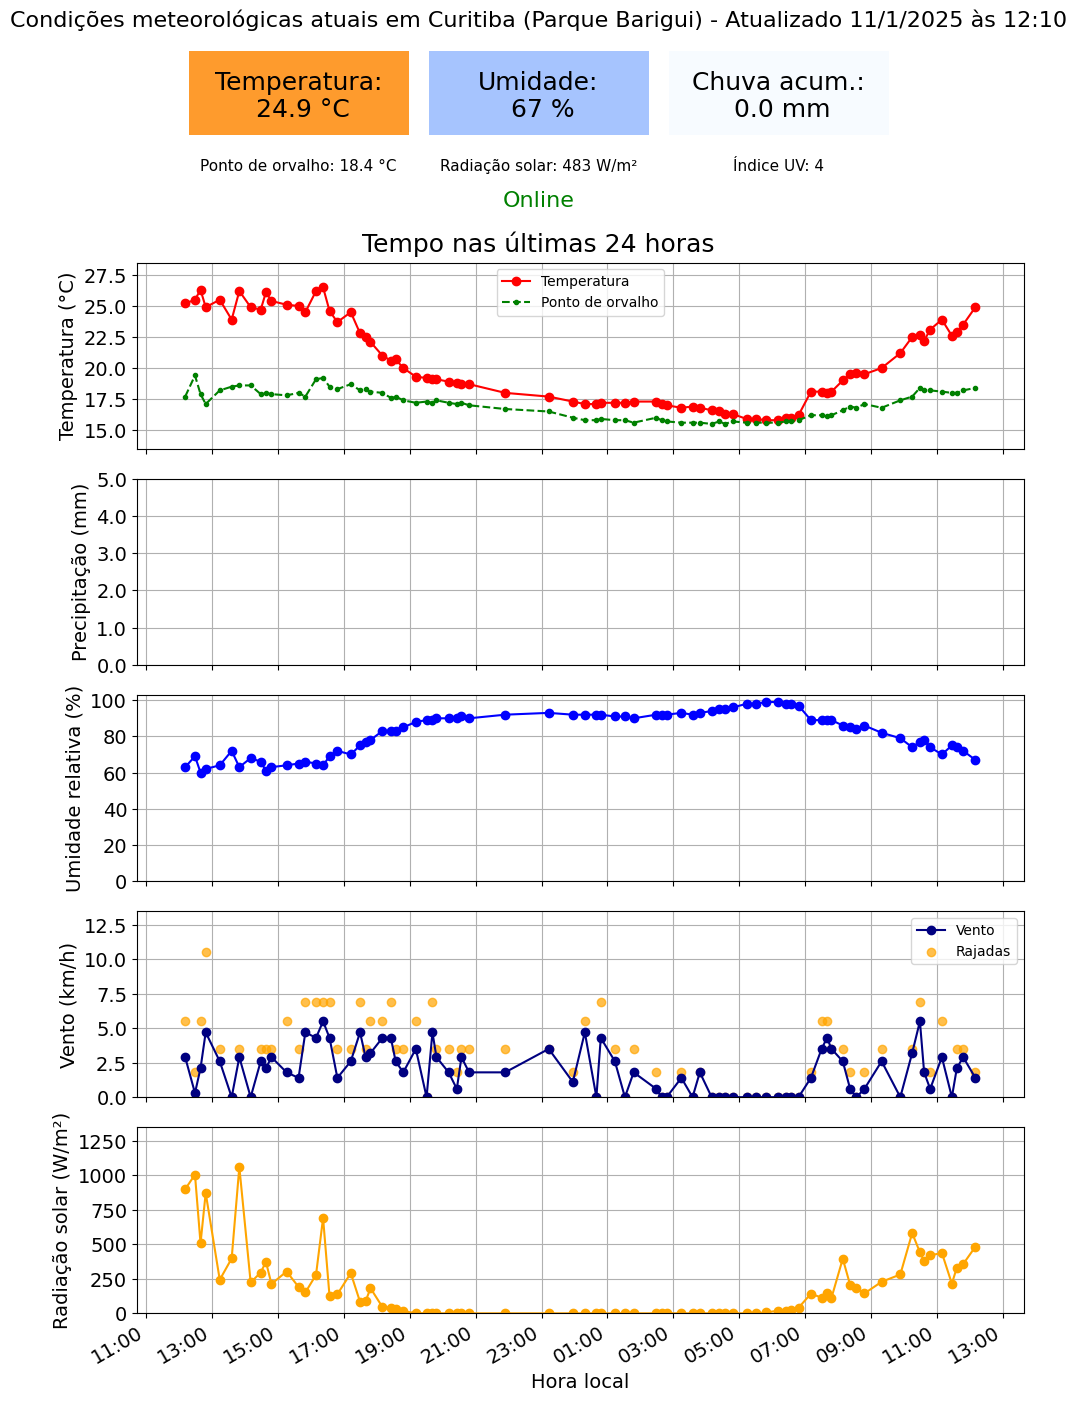 Condições meteorológicas atuais em Curitiba (Parque Barigui) - Atualizado 11/1/2025 às 12:10
Temperatura:
24.9 °C
Umidade:
67 %
Chuva acum.:
0.0 mm
Ponto de orvalho: 18.4 °C
Radiação solar: 483 W/m²
Índice UV: 4
Online
Tempo nas últimas 24 horas
Temperatura (°C)
27.5
25.0
22.5
20.0
17.5
15.0
Temperatura
Ponto de orvalho
Precipitação (mm)
5.0
4.0
3.0
2.0
1.0
0.0
Umidade relativa (%)
100
80
60
40
20
0
Vento (km/h)
12.5
10.0
7.5
5.0
2.5
0.0
Vento
Rajadas
Radiação solar (W/m²)
1250
1000
750
500
250
0
11:00
13:00
15:00
17:00
19:00
21:00
23:00
01:00
03:00
05:00
07:00
09:00
11:00
13:00
Hora local